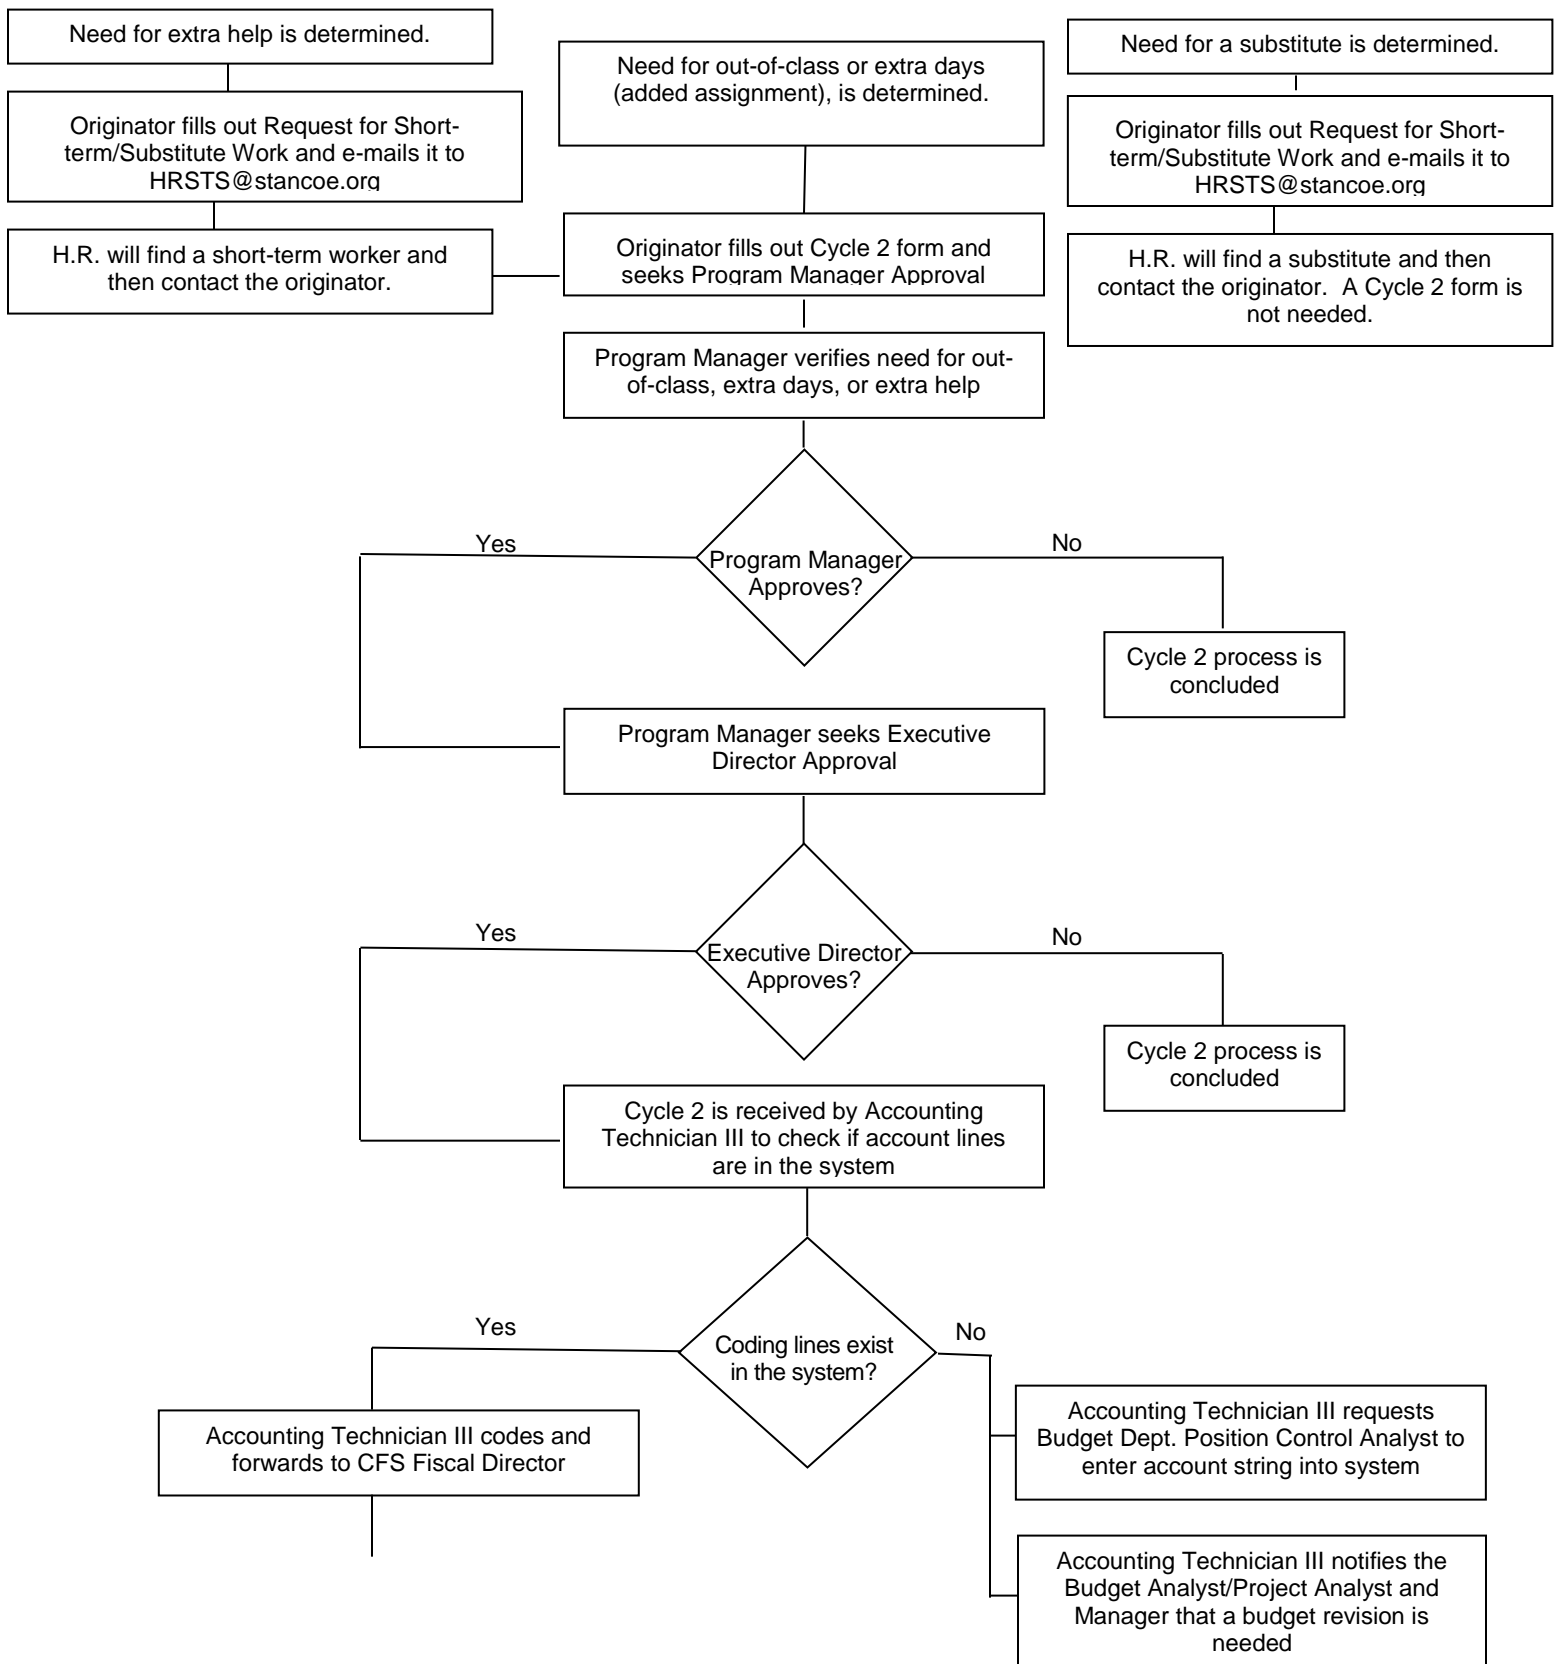 Need for extra help is determined.
Originator fills out Request for Short-
term/Substitute Work and e-mails it to
HRSTS@stancoe.org
H.R. will find a short-term worker and
then contact the originator.
Need for out-of-class or extra days
(added assignment), is determined.
Originator fills out Cycle 2 form and
seeks Program Manager Approval
Need for a substitute is determined.
Originator fills out Request for Short-
term/Substitute Work and e-mails it to
HRSTS@stancoe.org
H.R. will find a substitute and then
contact the originator.  A Cycle 2 form is
not needed.
Program Manager verifies need for out-
of-class, extra days, or extra help
Program Manager
Approves?
Yes
No
Cycle 2 process is
concluded
Program Manager seeks Executive
Director Approval
Executive Director
Approves?
Yes
No
Cycle 2 process is
concluded
Cycle 2 is received by Accounting
Technician III to check if account lines
are in the system
Coding lines exist
in the system?
Yes
No
Accounting Technician III codes and
forwards to CFS Fiscal Director
Accounting Technician III requests
Budget Dept. Position Control Analyst to
enter account string into system
Accounting Technician III notifies the
Budget Analyst/Project Analyst and
Manager that a budget revision is
needed